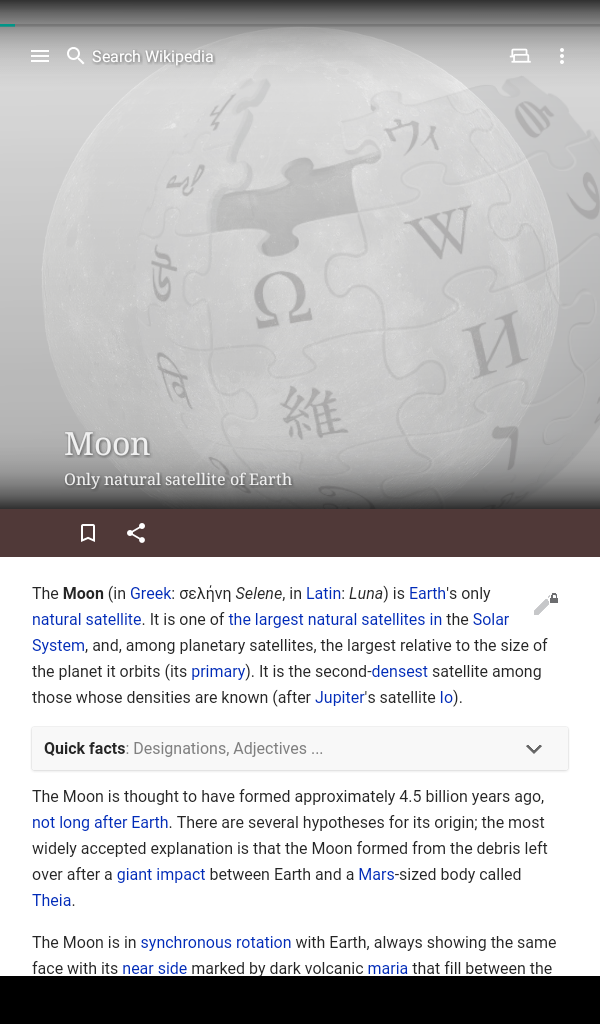 Search Wikipedia
ウィ
W
Ω
И
維
Moon
Only natural satellite of Earth
The Moon (in Greek: σελήνη Selene, in Latin: Luna) is Earth's only
natural satellite. It is one of the largest natural satellites in the Solar
System, and, among planetary satellites, the largest relative to the size of
the planet it orbits (its primary). It is the second-densest satellite among
those whose densities are known (after Jupiter's satellite Io).
Quick facts: Designations, Adjectives ...
The Moon is thought to have formed approximately 4.5 billion years ago,
not long after Earth. There are several hypotheses for its origin; the most
widely accepted explanation is that the Moon formed from the debris left
over after a giant impact between Earth and a Mars-sized body called
Theia.
The Moon is in synchronous rotation with Earth, always showing the same
face with its near side marked by dark volcanic maria that fill between the